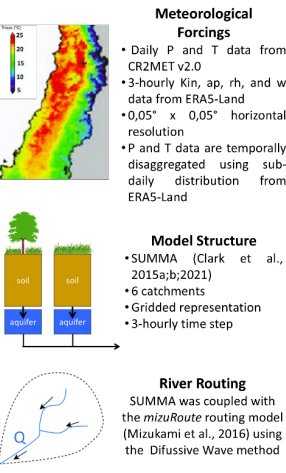 Tmax (°C)
25
20
15
10
5
Meteorological
Forcings
• Daily P and T data from
CR2MET v2.0
• 3-hourly Kin, ap, rh, and w
data from ERA5-Land
• 0,05° x 0,05° horizontal
resolution
• P and T data are temporally
disaggregated using sub-
daily distribution from
ERA5-Land
soil
soil
aquifer
aquifer
Model Structure
• SUMMA (Clark et al.,
2015a;b;2021)
• 6 catchments
• Gridded representation
• 3-hourly time step
Q
River Routing
SUMMA was coupled with
the mizuRoute routing model
(Mizukami et al., 2016) using
the Difussive Wave method